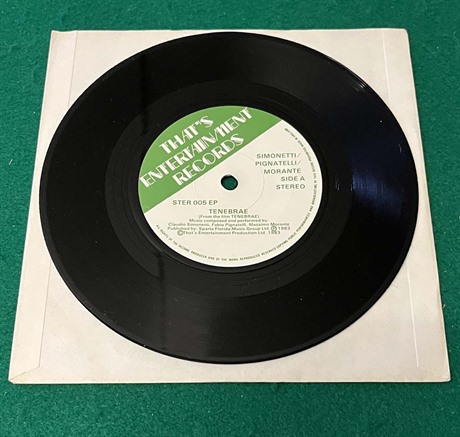 THAT'S
ENTERTAINMENT
RECORDS
SIMONETTI/
PIGNATELLI/
MORANTE
SIDE A
STEREO
STER 005 EP
TENEBRAE
(From the film TENEBRAE)
Music composed and performed by
Claudio Simonetti, Fabio Pignatelli, Massimo Morante
Published by: Sparta Florida Music Group Ltd ℗ 1983
©That's Entertainment Production Ltd 1983